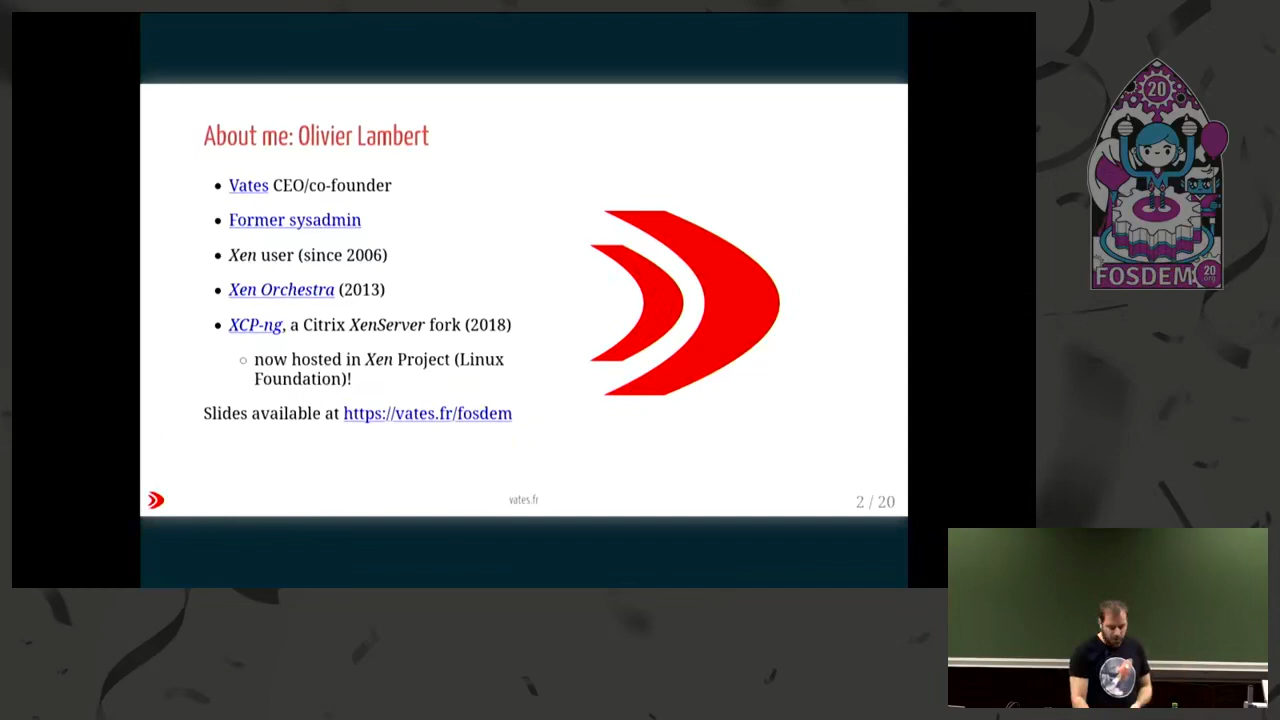 About me: Olivier Lambert
Vates CEO/co-founder
Former sysadmin
Xen user (since 2006)
Xen Orchestra (2013)
XCP-ng, a Citrix XenServer fork (2018)
now hosted in Xen Project (Linux
Foundation)!
Slides available at https://vates.fr/fosdem
vates.fr
2 / 20
20
FOSDEM
20
.org